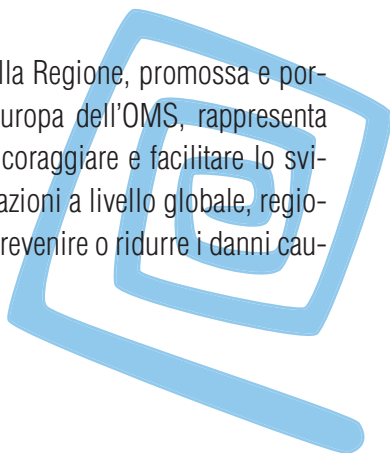 lla Regione, promossa e por-
uropa dell'OMS, rappresenta
coraggiare e facilitare lo svi-
azioni a livello globale, regio-
revenire o ridurre i danni cau-